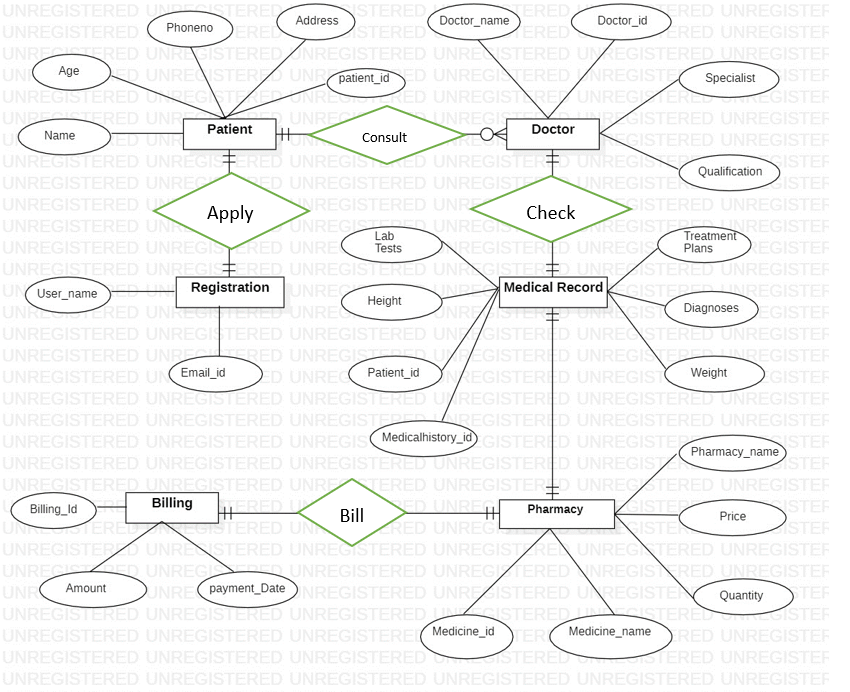 Phoneno
Address
Doctor_name
Doctor_id
Age
patient_id
Specialist
Name
Patient
Consult
Doctor
Qualification
Apply
Check
Lab
Tests
Treatment
Plans
User_name
Registration
Height
Medical Record
Diagnoses
Email_id
Patient_id
Weight
Medicalhistory_id
Pharmacy_name
Billing_Id
Billing
Bill
Pharmacy
Price
Amount
payment_Date
Quantity
Medicine_id
Medicine_name
UNREGISTERED